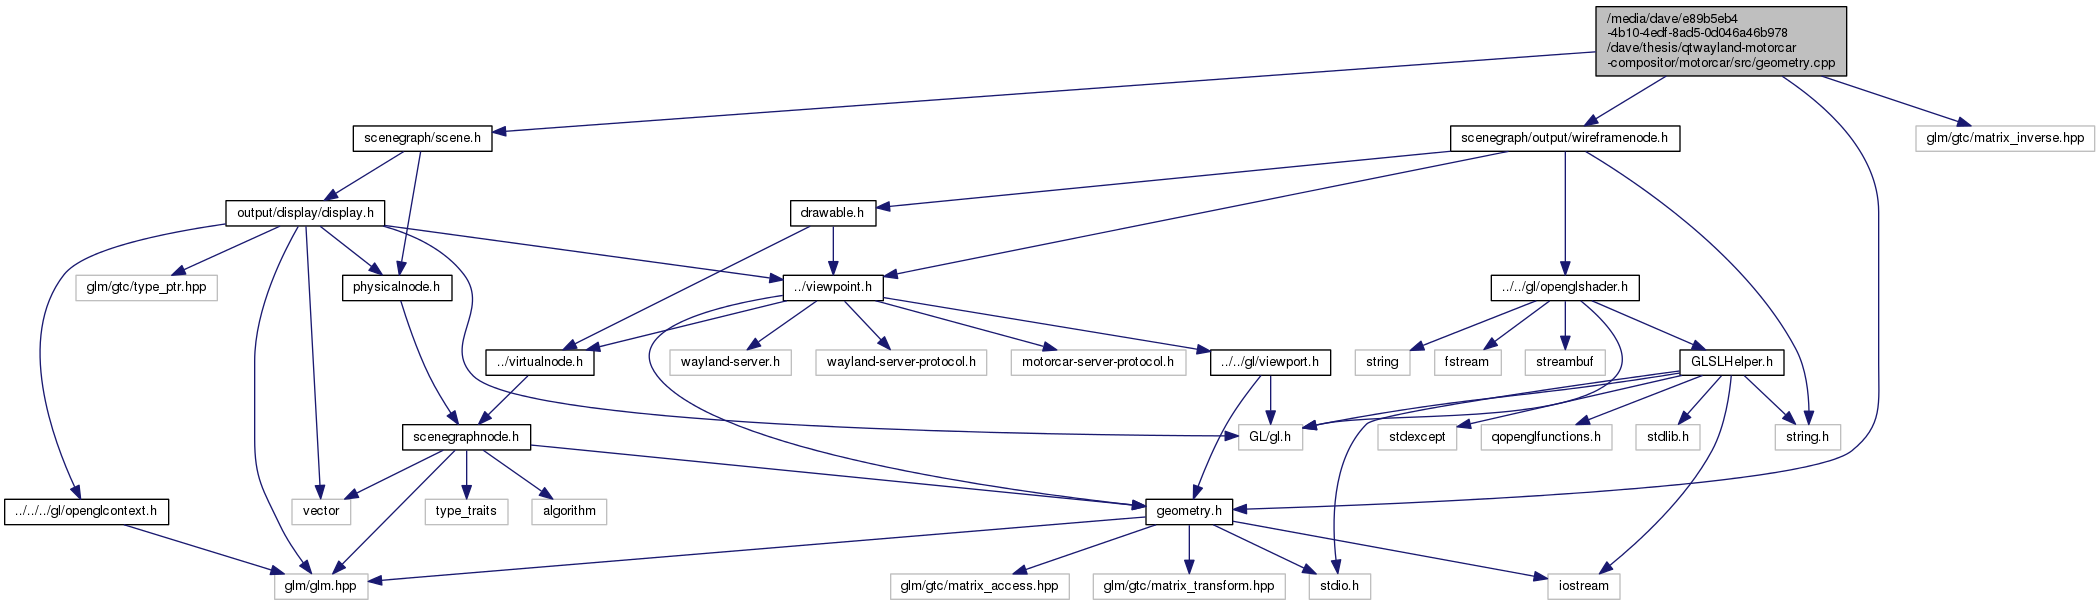 /media/dave/e89b5eb4
-4b10-4edf-8ad5-0d046a46b978
/dave/thesis/qtwayland-motorcar
-compositor/motorcar/src/geometry.cpp
scenegraph/scene.h
scenegraph/output/wireframenode.h
glm/gtc/matrix_inverse.hpp
output/display/display.h
drawable.h
glm/gtc/type_ptr.hpp
physicalnode.h
../viewpoint.h
../../gl/openglshader.h
../virtualnode.h
wayland-server.h
wayland-server-protocol.h
motorcar-server-protocol.h
../../gl/viewport.h
string
fstream
streambuf
GLSLHelper.h
scenegraphnode.h
GL/gl.h
stdexcept
qopenglfunctions.h
stdlib.h
string.h
../../../gl/openglcontext.h
vector
type_traits
algorithm
geometry.h
glm/glm.hpp
glm/gtc/matrix_access.hpp
glm/gtc/matrix_transform.hpp
stdio.h
iostream